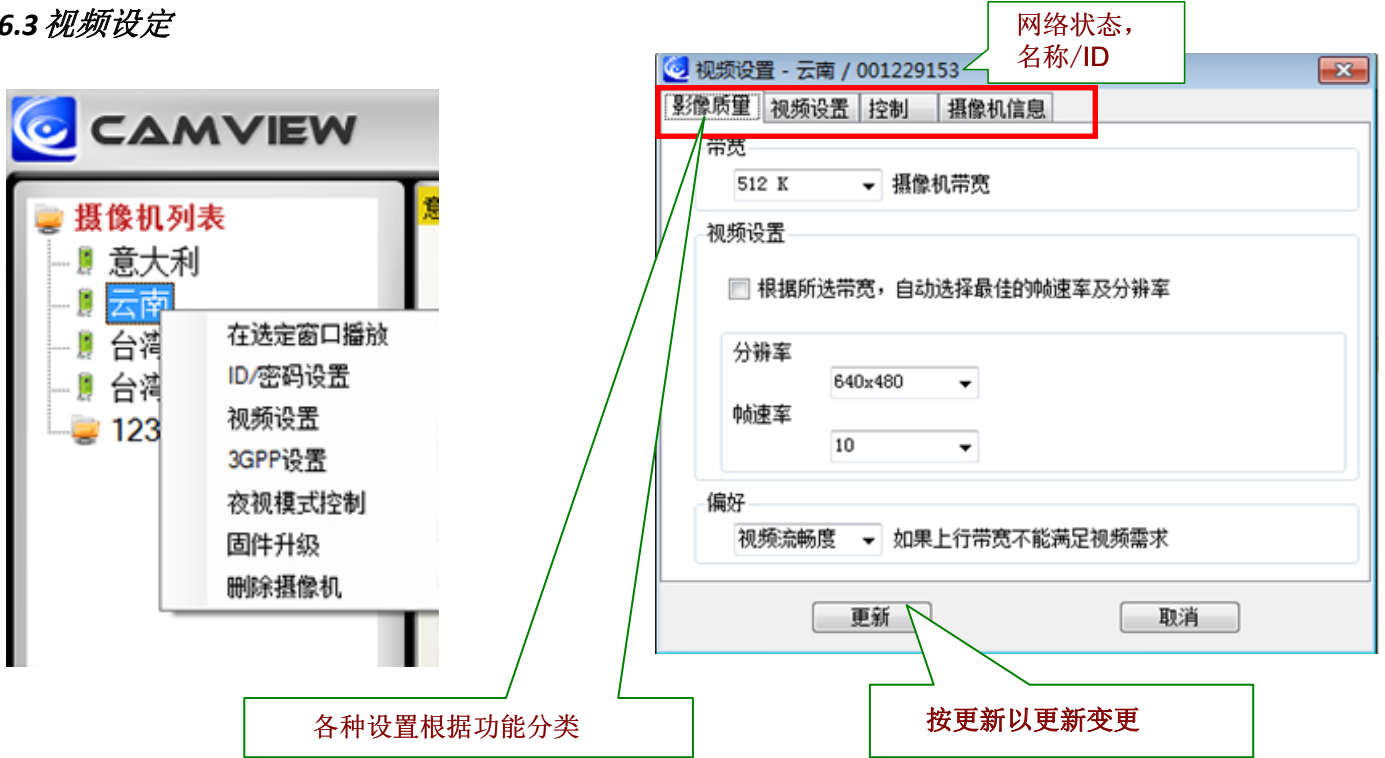 6.3 视频设定
网络状态，
名称/ID
CAMVIEW
摄像机列表
意
意大利
云南
台湾
台湾
123
在选定窗口播放
ID/密码设置
视频设置
3GPP设置
夜视模式控制
固件升级
删除摄像机
视频设置 - 云南 / 001229153
影像质量 视频设置 控制 摄像机信息
带宽
512 K 摄像机带宽
视频设置
根据所选带宽，自动选择最佳的帧速率及分辨率
分辨率
640x480
帧速率
10
偏好
视频流畅度 如果上行带宽不能满足视频需求
更新 取消
各种设置根据功能分类
按更新以更新变更